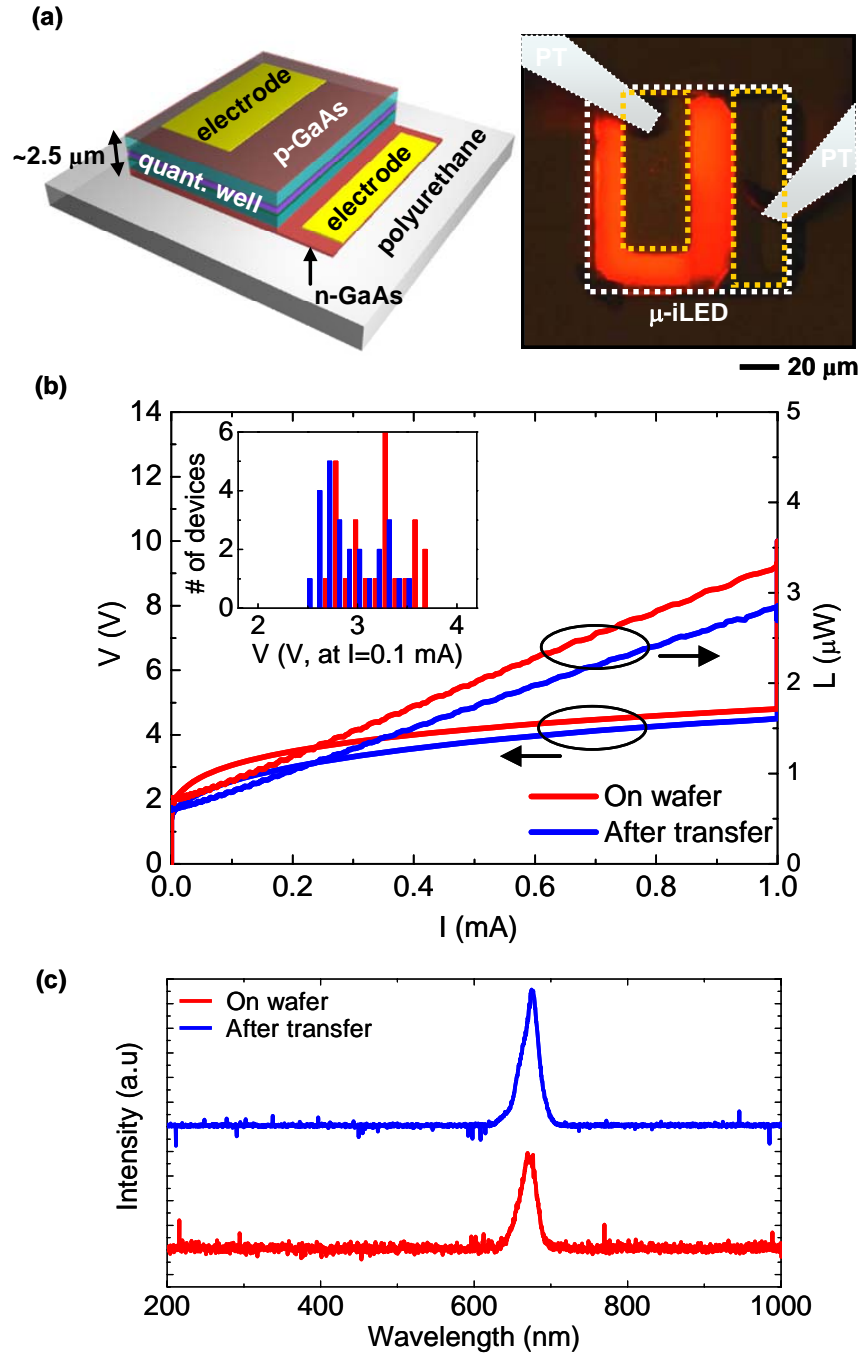 (a)
electrode
p-GaAs
~2.5 μm
quant. well
electrode
polyurethane
n-GaAs
PT
PT
μ-iLED
20 μm
(b)
14
12
10
8
6
4
2
0
V (V)
6
4
2
0
# of devices
2 3 4
V (V, at I=0.1 mA)
5
4
3
2
1
0
L (μW)
On wafer
After transfer
0.0 0.2 0.4 0.6 0.8 1.0
I (mA)
(c)
On wafer
After transfer
Intensity (a.u)
200 400 600 800 1000
Wavelength (nm)